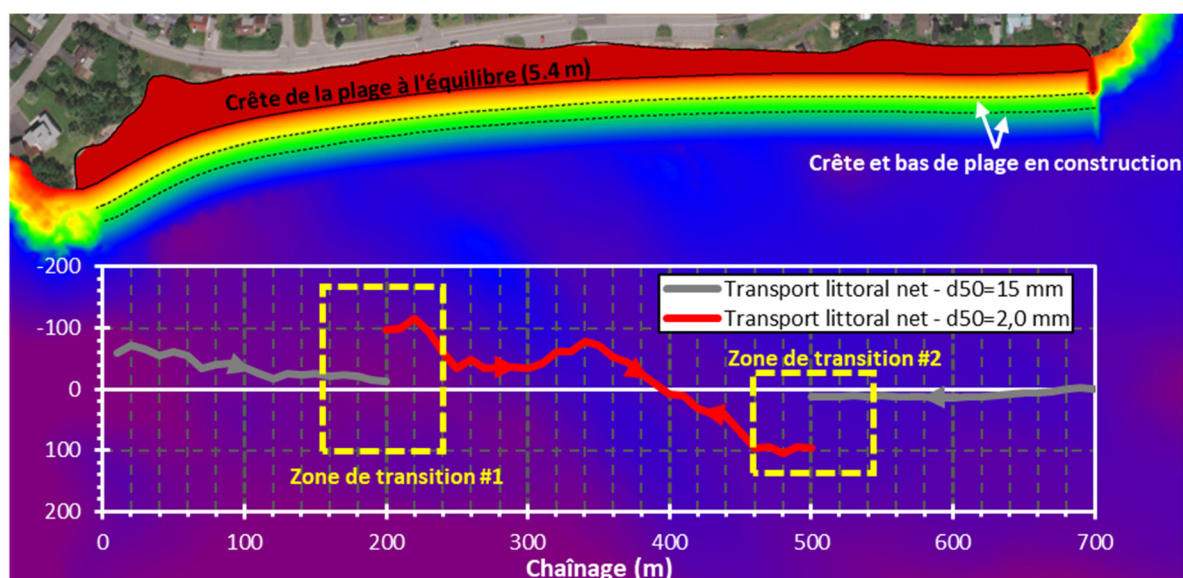 Crête de la plage à l'équilibre (5.4 m)
Crête et bas de plage en construction
-200
-100
0
100
200
Transport littoral net - d50=15 mm
Transport littoral net - d50=2,0 mm
Zone de transition #2
Zone de transition #1
0 100 200 300 400 500 600 700
Chaînage (m)